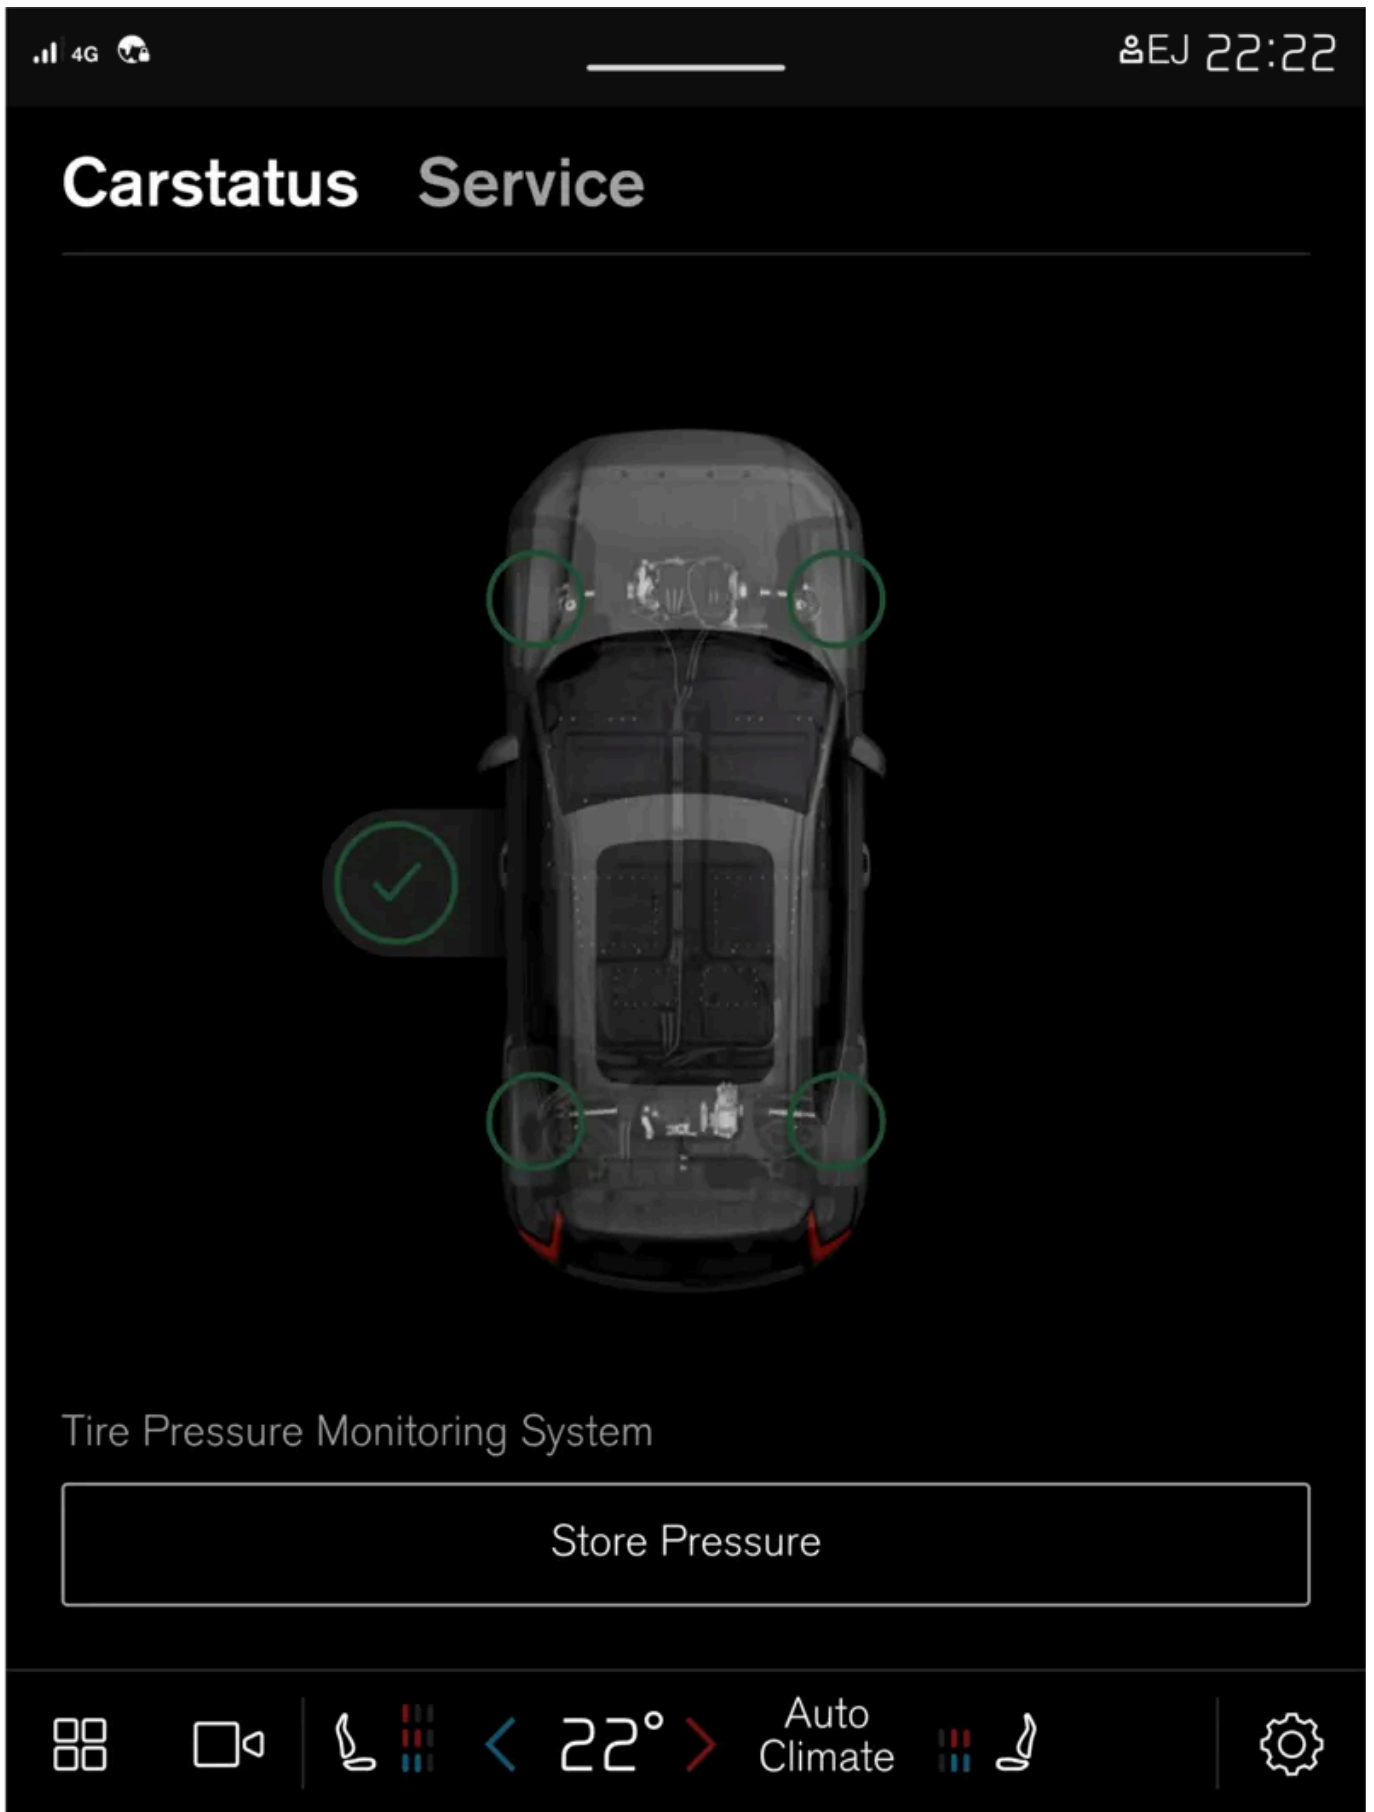 4G
EJ 22:22
Carstatus Service
Tire Pressure Monitoring System
Store Pressure
22°
Auto
Climate